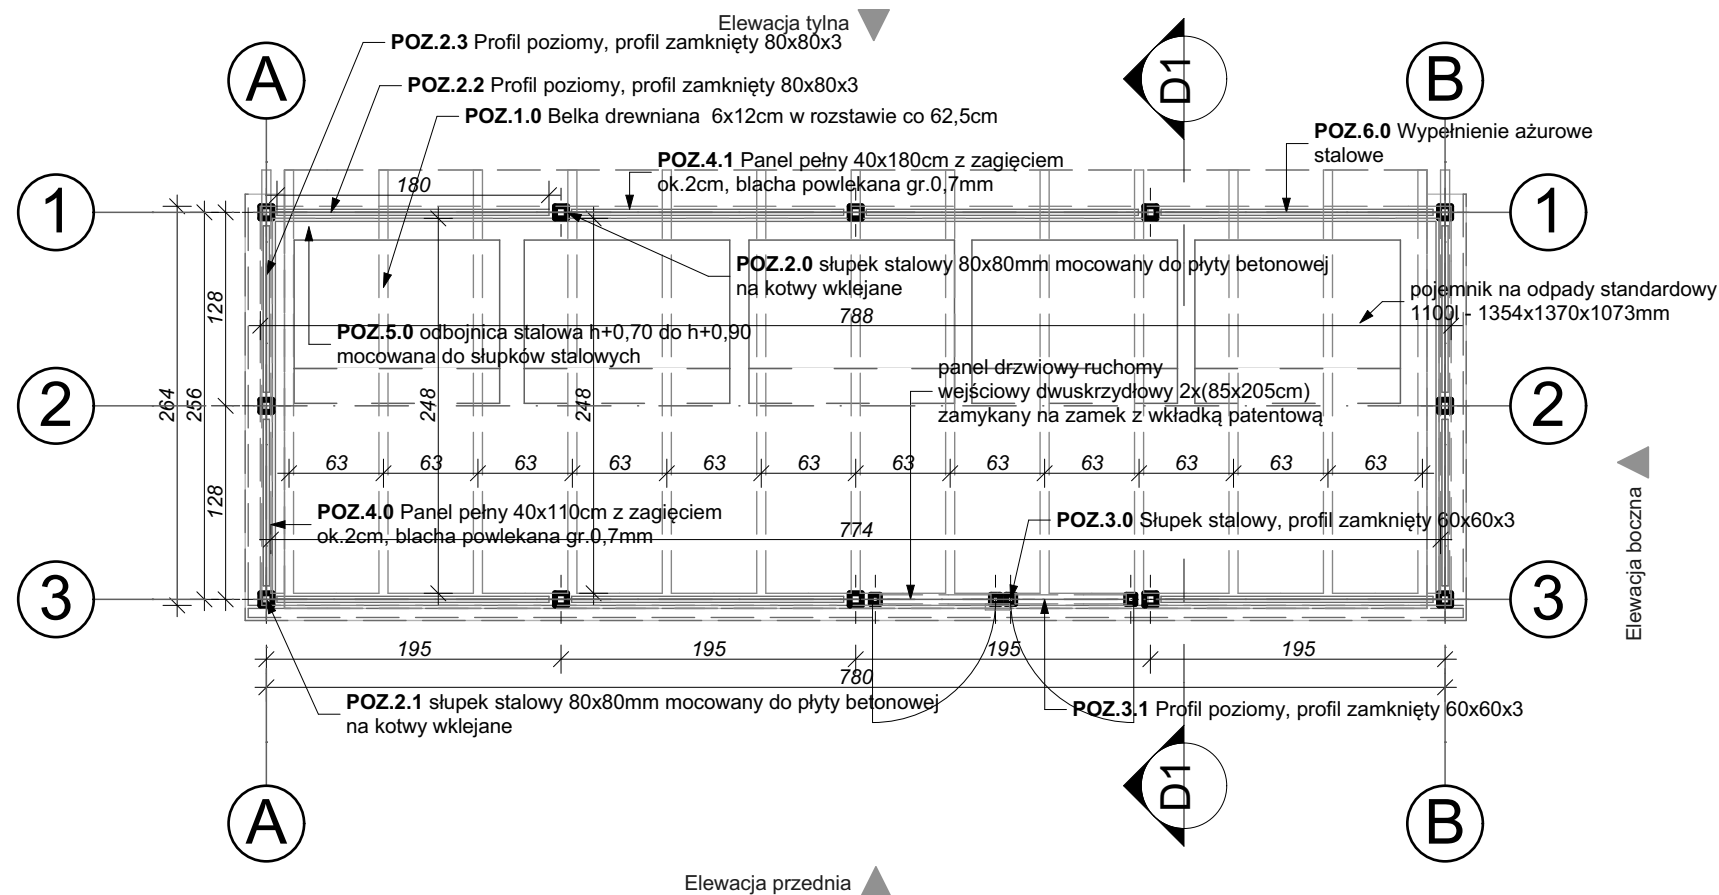 Elewacja tylna
POZ.2.3 Profil poziomy, profil zamknięty 80x80x3
A
D1
B
POZ.2.2 Profil poziomy, profil zamknięty 80x80x3
POZ.1.0 Belka drewniana 6x12cm w rozstawie co 62,5cm
POZ.6.0 Wypełnienie ażurowe
stalowe
POZ.4.1 Panel pełny 40x180cm z zagięciem
ok.2cm, blacha powlekana gr.0,7mm
180
1
1
POZ.2.0 słupek stalowy 80x80mm mocowany do płyty betonowej
na kotwy wklejane
pojemnik na odpady standardowy
1100l - 1354x1370x1073mm
128
788
POZ.5.0 odbojnica stalowa h+0,70 do h+0,90
mocowana do słupków stalowych
panel drzwiowy ruchomy
wejściowy dwuskrzydłowy 2x(85x205cm)
zamykany na zamek z wkładką patentową
2
264
256
248
248
2
63
63
63
63
63
63
63
63
63
63
63
63
128
POZ.4.0 Panel pełny 40x110cm z zagięciem
ok.2cm, blacha powlekana gr.0,7mm
774
POZ.3.0 Słupek stalowy, profil zamknięty 60x60x3
Elewacja boczna
3
3
195
195
195
195
780
POZ.2.1 słupek stalowy 80x80mm mocowany do płyty betonowej
na kotwy wklejane
POZ.3.1 Profil poziomy, profil zamknięty 60x60x3
A
D1
B
Elewacja przednia